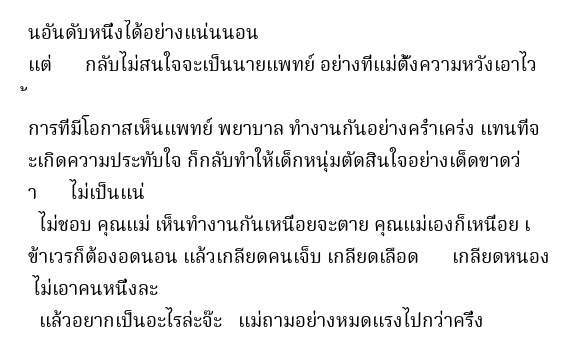 นอันดับหนึ่งได้อย่างแน่นนอน
แต่ กลับไม่สนใจจะเป็นนายแพทย์ อย่างที่แม่ตั้งความหวังเอาไว
้
การที่มีโอกาสเห็นแพทย์ พยาบาล ทำงานกันอย่างคร่ำเคร่ง แทนที่จ
ะเกิดความประทับใจ ก็กลับทำให้เด็กหนุ่มตัดสินใจอย่างเด็ดขาดว่
า ไม่เป็นแน่
ไม่ชอบ คุณแม่ เห็นทำงานกันเหนื่อยจะตาย คุณแม่เองก็เหนื่อย เ
ข้าเวรก็ต้องอดนอน แล้วเกลียดคนเจ็บ เกลียดเลือด เกลียดหนอง
ไม่เอาคนหนึ่งละ
แล้วอยากเป็นอะไรล่ะจ๊ะ แม่ถามอย่างหมดแรงไปกว่าครึ่ง